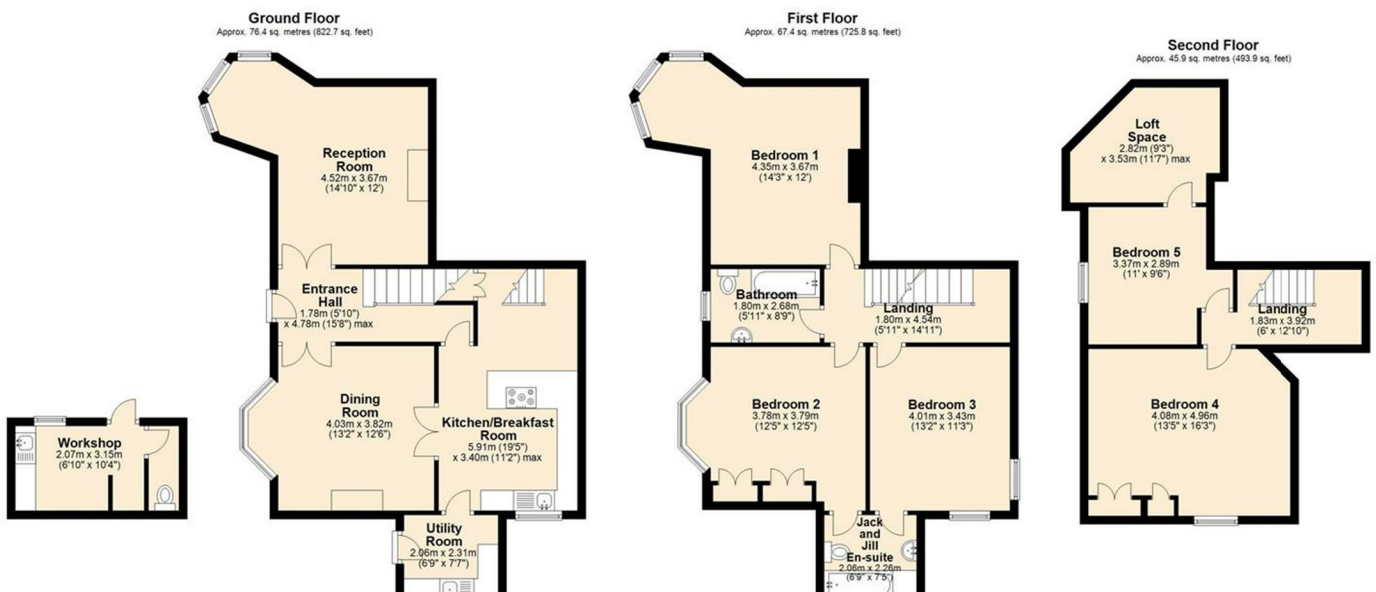 Ground Floor
Approx. 76.4 sq. metres (822.7 sq. feet)
Reception
Room
4.52m x 3.67m
(14'10" x 12')
Entrance
Hall
1.78m (5'10")
x 4.78m (15'8") max
Dining
Room
4.03m x 3.82m
(13'2" x 12'6")
Kitchen/Breakfast
Room
5.91m (19'5")
x 3.40m (11'2") max
Utility
Room
2.06m x 2.31m
(6'9" x 7'7")
Workshop
2.07m x 3.15m
(6'10" x 10'4")
First Floor
Approx. 67.4 sq. metres (725.8 sq. feet)
Bedroom 1
4.35m x 3.67m
(14'3" x 12')
Bathroom
1.80m x 2.68m
(5'11" x 8'9")
Landing
1.80m x 4.54m
(5'11" x 14'11")
Bedroom 2
3.78m x 3.79m
(12'5" x 12'5")
Bedroom 3
4.01m x 3.43m
(13'2" x 11'3")
Jack
and
Jill
En-suite
2.06m x 2.26m
(6'9" x 7'5")
Second Floor
Approx. 45.9 sq. metres (493.9 sq. feet)
Loft
Space
2.82m (9'3")
x 3.53m (11'7") max
Bedroom 5
3.37m x 2.89m
(11' x 9'6")
Landing
1.83m x 3.92m
(6' x 12'10")
Bedroom 4
4.08m x 4.96m
(13'5" x 16'3")